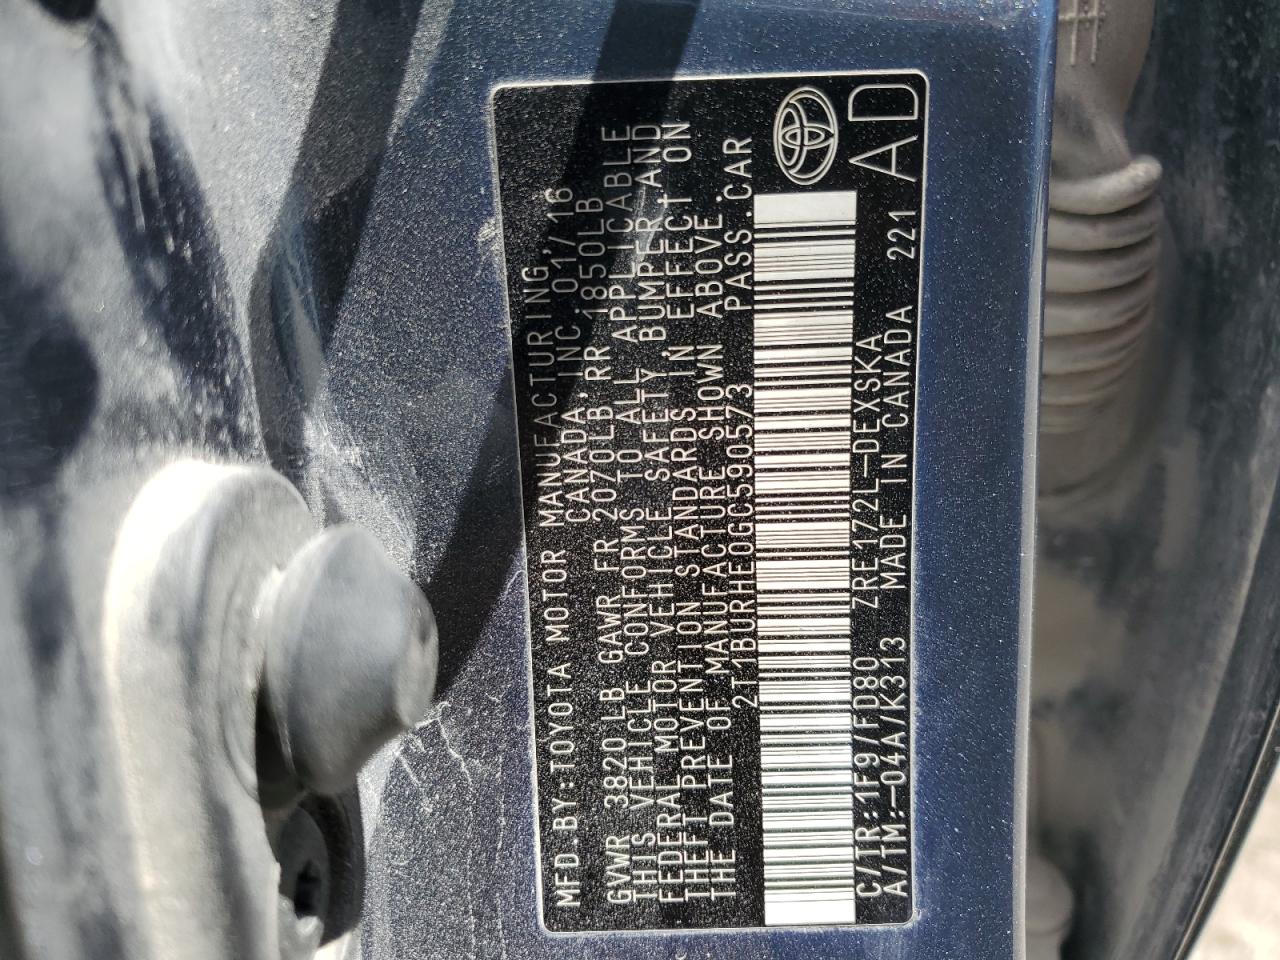 MFD.BY:TOYOTA MOTOR MANUFACTURING
CANADA,INC. 01/16
GVWR 3820 LB GAWR FR 2070LB.RR 1850LB
THIS VEHICLE CONFORMS TO ALL APPLICABLE
FEDERAL MOTOR VEHICLE SAFETY, BUMPER,AND
THEFT PREVENTION STANDARDS IN EFFECT ON
THE DATE OF MANUFACTURE SHOWN ABOVE.
2T1BURHE0GC590573 PASS.CAR
C/TR:1F9/FD80 ZRE172L-DEXSKA
A/TM:-04A/K313 MADE IN CANADA 221
AD